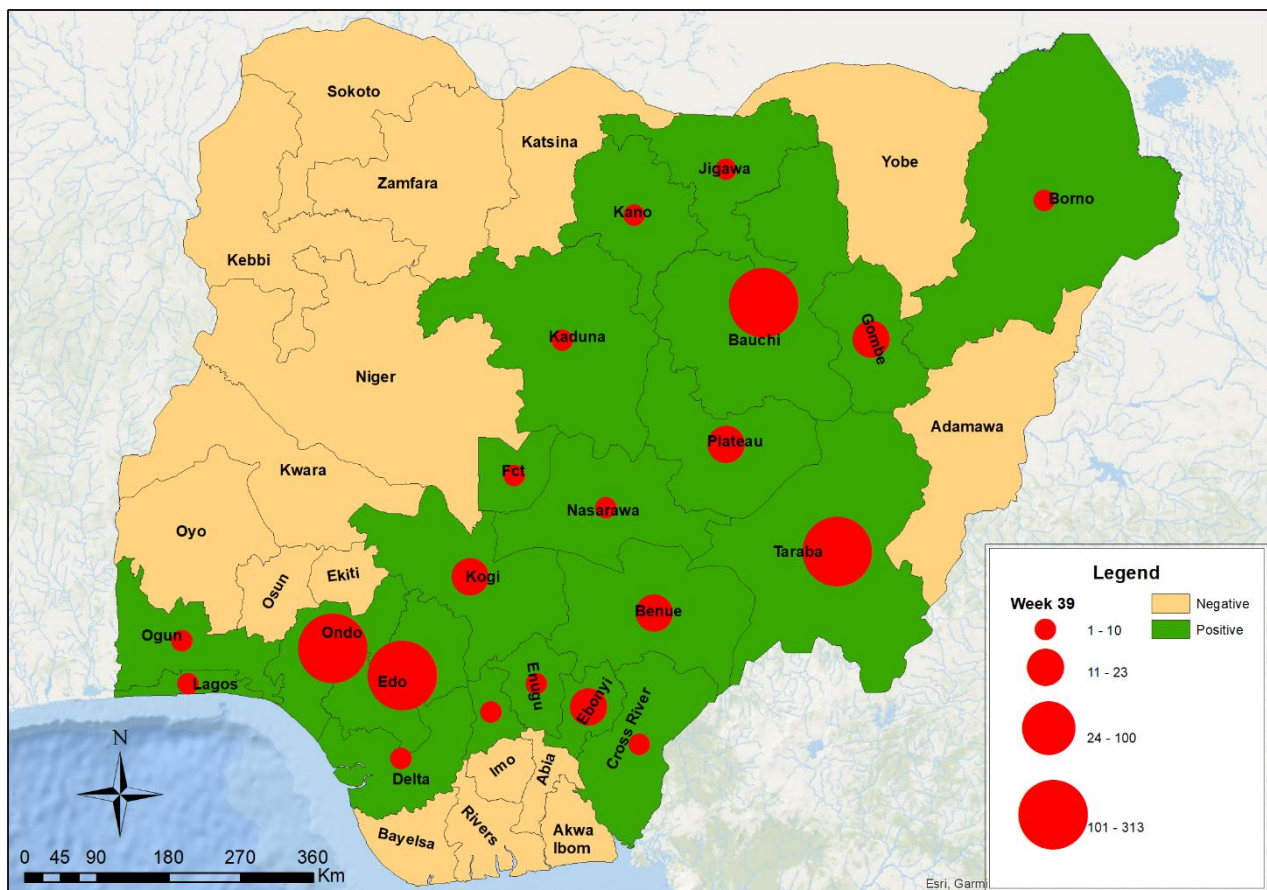 Sokoto
Katsina
Yobe
Zamfara
Jigawa
Borno
Kano
Kebbi
Kaduna
Bauchi
Gombe
Niger
Adamawa
Plateau
Fct
Kwara
Nasarawa
Oyo
Taraba
Ekiti
Osun
Kogi
Benue
Ogun
Ondo
Edo
Lagos
Enugu
Ebonyi
Cross River
Delta
Imo
Abia
Bayelsa
Rivers
Akwa
Ibom
N
0 45 90 180 270 360
Km
Legend
Week 39
1 - 10
11 - 23
24 - 100
101 - 313
Negative
Positive
Esri, Garmi